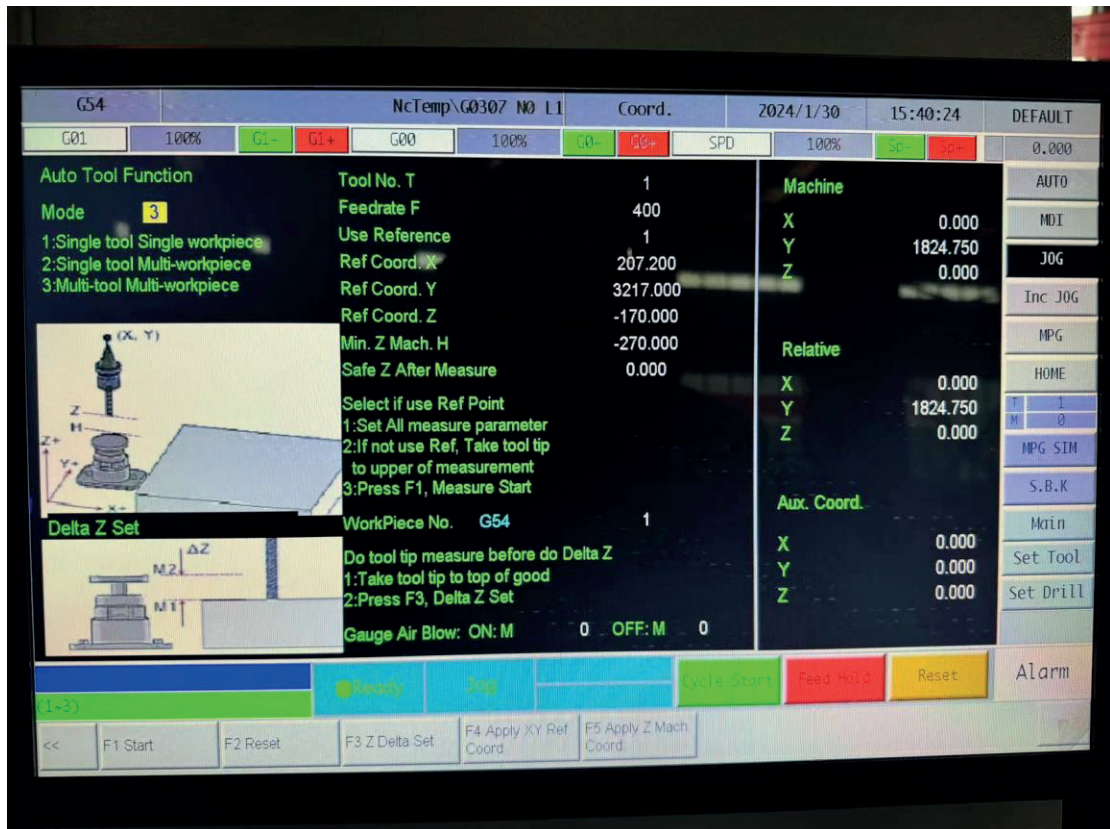 G54 NcTemp\G0307 N0 L1 Coord. 2024/1/30 15:40:24 DEFAULT
G01 100% G1- G1+ G00 100% G0- G0+ SPD 100% Sp- Sp+ 0.000
Auto Tool Function
Mode 3
1:Single tool Single workpiece
2:Single tool Multi-workpiece
3:Multi-tool Multi-workpiece
(X, Y)
Z
H
Z+
Y+
X+
Delta Z Set
ΔZ
M2
M1
Tool No. T 1
Feedrate F 400
Use Reference 1
Ref Coord. X 207.200
Ref Coord. Y 3217.000
Ref Coord. Z -170.000
Min. Z Mach. H -270.000
Safe Z After Measure 0.000
Select if use Ref Point
1:Set All measure parameter
2:If not use Ref, Take tool tip
to upper of measurement
3:Press F1, Measure Start
WorkPiece No. G54 1
Do tool tip measure before do Delta Z
1:Take tool tip to top of good
2:Press F3, Delta Z Set
Gauge Air Blow: ON: M 0 OFF: M 0
Machine
X 0.000
Y 1824.750
Z 0.000
Relative
X 0.000
Y 1824.750
Z 0.000
Aux. Coord.
X 0.000
Y 0.000
Z 0.000
AUTO
MDI
JOG
Inc JOG
MPG
HOME
T 1
M 0
MPG SIM
S.B.K
Main
Set Tool
Set Drill
Ready Jog Cycle Start Feed Hold Reset Alarm
(1~3)
<< F1 Start F2 Reset F3 Z Delta Set F4 Apply XY Ref F5 Apply Z Mach
Coord. Coord.